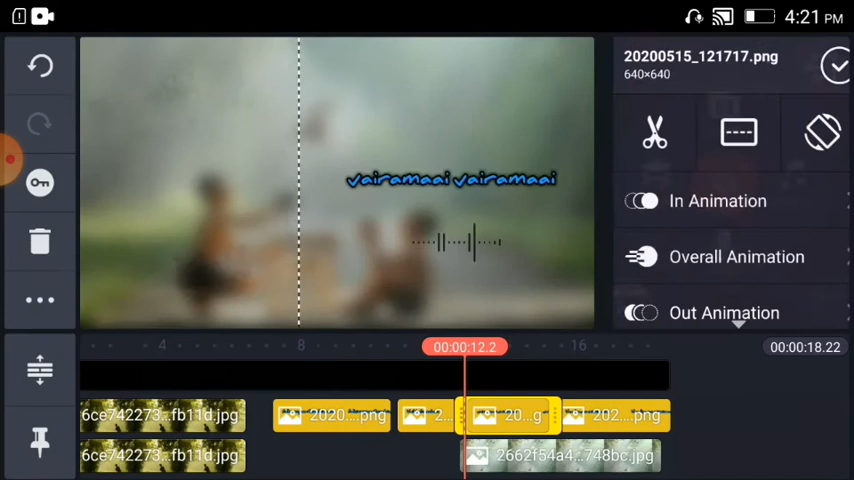 4:21 PM
20200515_121717.png
640×640
vairamaai vairamaai
In Animation
Overall Animation
Out Animation
4
8
00:00:12.2
16
00:00:18.22
6ce742273...fb11d.jpg
2020....png
2...
20...g
202....png
6ce742273...fb11d.jpg
2662f54a4...748bc.jpg